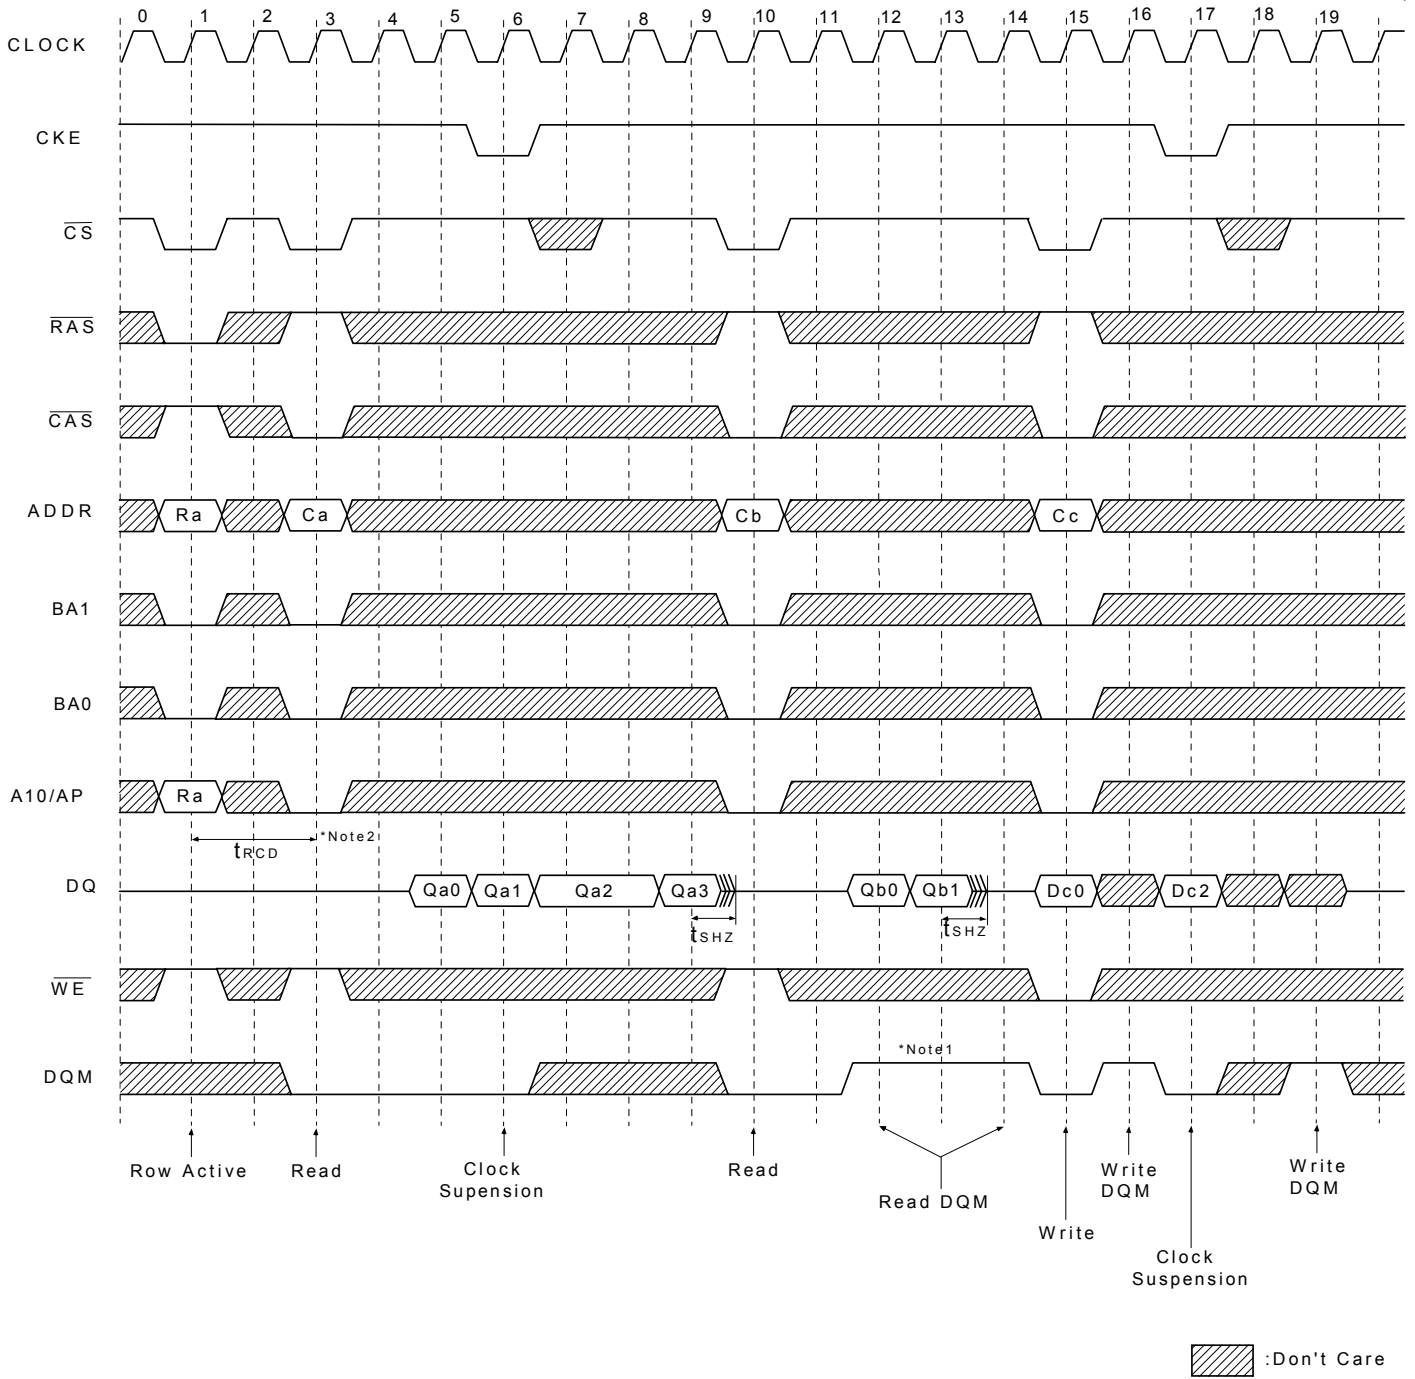 0 1 2 3 4 5 6 7 8 9 10 11 12 13 14 15 16 17 18 19
CLOCK
CKE
CS
RAS
CAS
ADDR Ra Ca Cb Cc
BA1
BA0
A10/AP Ra
tRCD *Note2
DQ Qa0 Qa1 Qa2 Qa3 Qb0 Qb1 Dc0 Dc2
tSHZ tSHZ
WE
*Note1
DQM
Row Active Read Clock Supension Read Read DQM Write Write DQM Clock Suspension Write DQM
:Don't Care